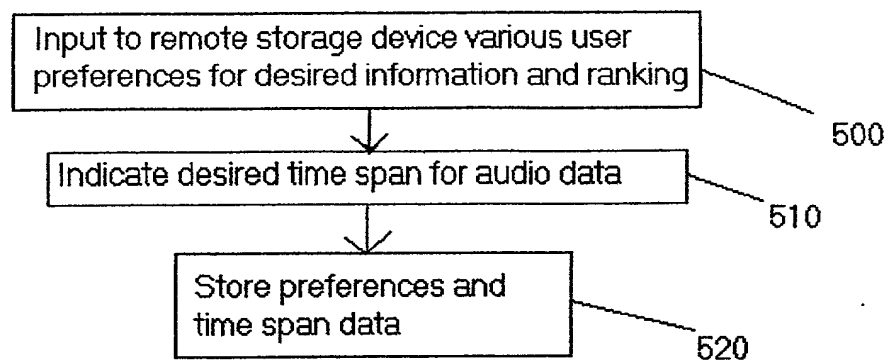 Input to remote storage device various user
preferences for desired information and ranking
500
Indicate desired time span for audio data
510
Store preferences and
time span data
520